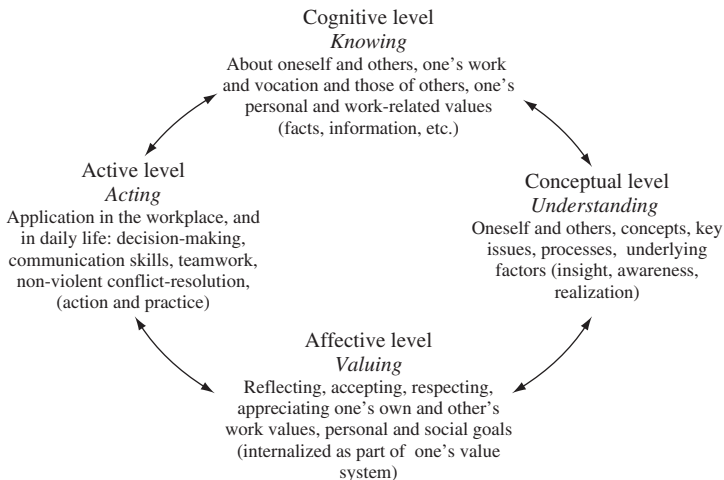 Cognitive level
Knowing
About oneself and others, one's work
and vocation and those of others, one's
personal and work-related values
(facts, information, etc.)
Active level
Acting
Application in the workplace, and
in daily life: decision-making,
communication skills, teamwork,
non-violent conflict-resolution,
(action and practice)
Conceptual level
Understanding
Oneself and others, concepts, key
issues, processes, underlying
factors (insight, awareness,
realization)
Affective level
Valuing
Reflecting, accepting, respecting,
appreciating one's own and other's
work values, personal and social goals
(internalized as part of one's value
system)